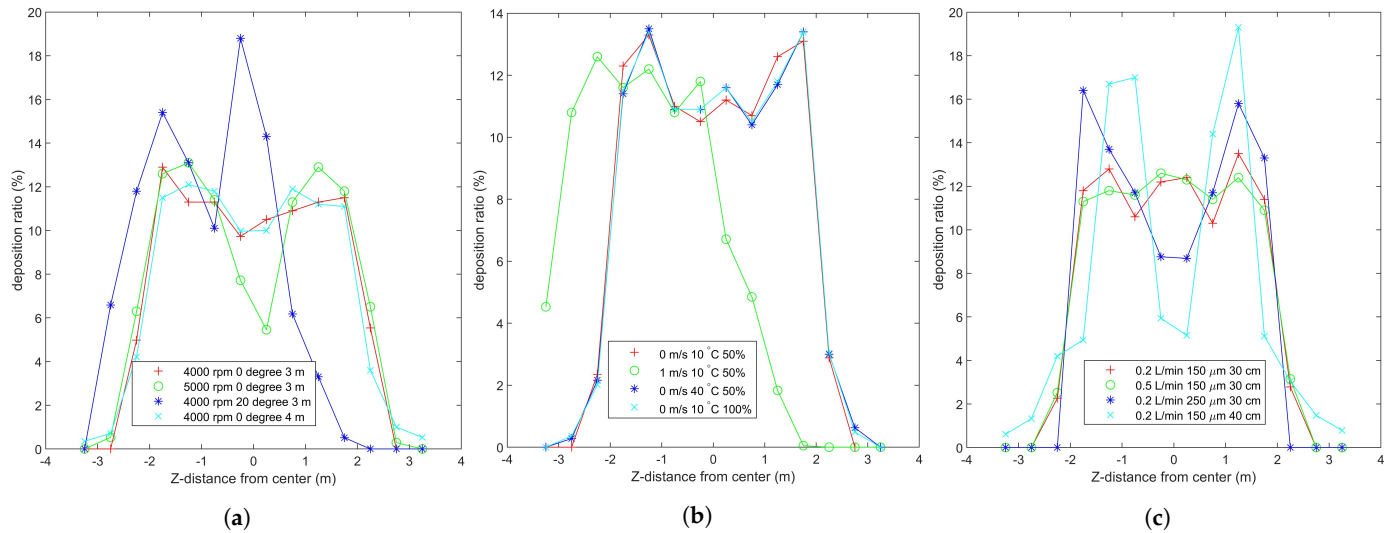 20
18
16
14
12
10
8
6
4
2
0
deposition ratio (%)
4000 rpm 0 degree 3 m
5000 rpm 0 degree 3 m
4000 rpm 20 degree 3 m
4000 rpm 0 degree 4 m
-4 -3 -2 -1 0 1 2 3 4
Z-distance from center (m)
(a)
14
12
10
8
6
4
2
0
deposition ratio (%)
0 m/s 10 °C 50%
1 m/s 10 °C 50%
0 m/s 40 °C 50%
0 m/s 10 °C 100%
-4 -3 -2 -1 0 1 2 3 4
Z-distance from center (m)
(b)
20
18
16
14
12
10
8
6
4
2
0
deposition ratio (%)
0.2 L/min 150 μm 30 cm
0.5 L/min 150 μm 30 cm
0.2 L/min 250 μm 30 cm
0.2 L/min 150 μm 40 cm
-4 -3 -2 -1 0 1 2 3 4
Z-distance from center (m)
(c)